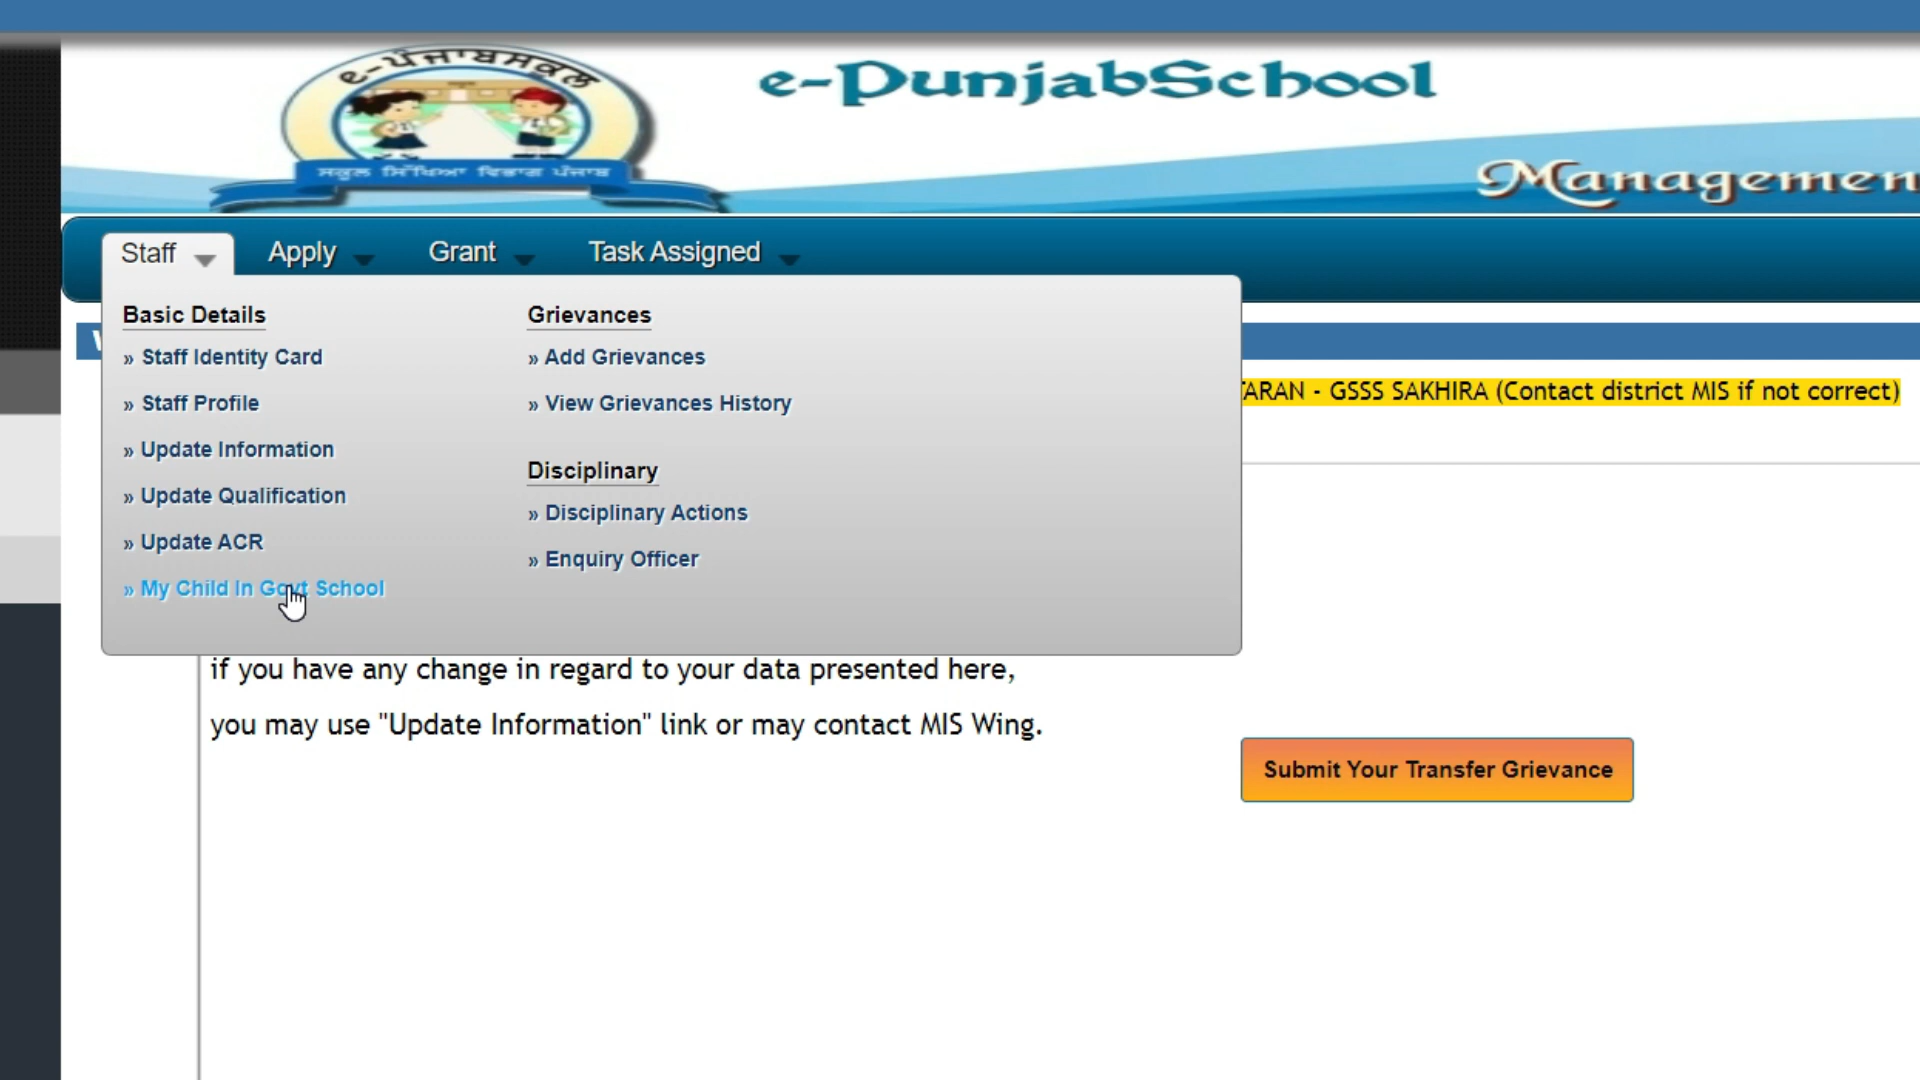 e-ਪੰਜਾਬਸਕੂਲ
ਸਕੂਲ ਸਿੱਖਿਆ ਵਿਭਾਗ ਪੰਜਾਬ
e-PunjabSchool
Managemen
Staff Apply Grant Task Assigned
Basic Details
» Staff Identity Card
» Staff Profile
» Update Information
» Update Qualification
» Update ACR
» My Child In Govt School
Grievances
» Add Grievances
» View Grievances History
Disciplinary
» Disciplinary Actions
» Enquiry Officer
TARAN - GSSS SAKHIRA (Contact district MIS if not correct)
if you have any change in regard to your data presented here,
you may use "Update Information" link or may contact MIS Wing.
Submit Your Transfer Grievance